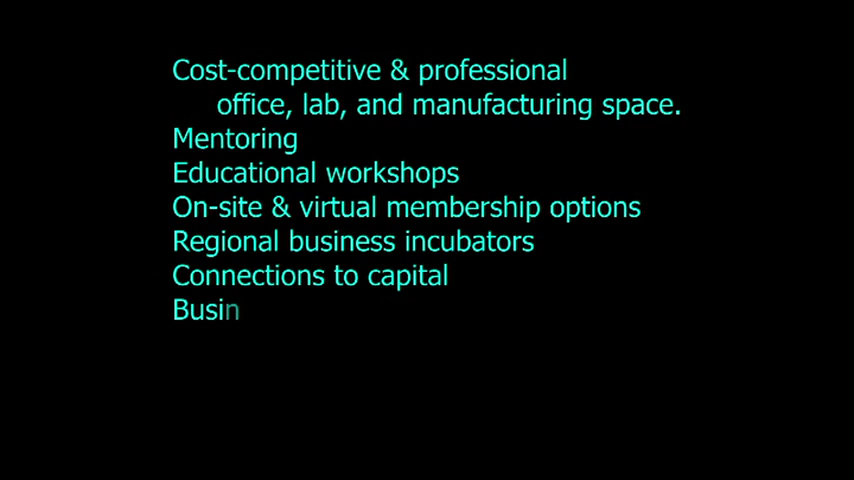 Cost-competitive & professional
office, lab, and manufacturing space.
Mentoring
Educational workshops
On-site & virtual membership options
Regional business incubators
Connections to capital
Busin